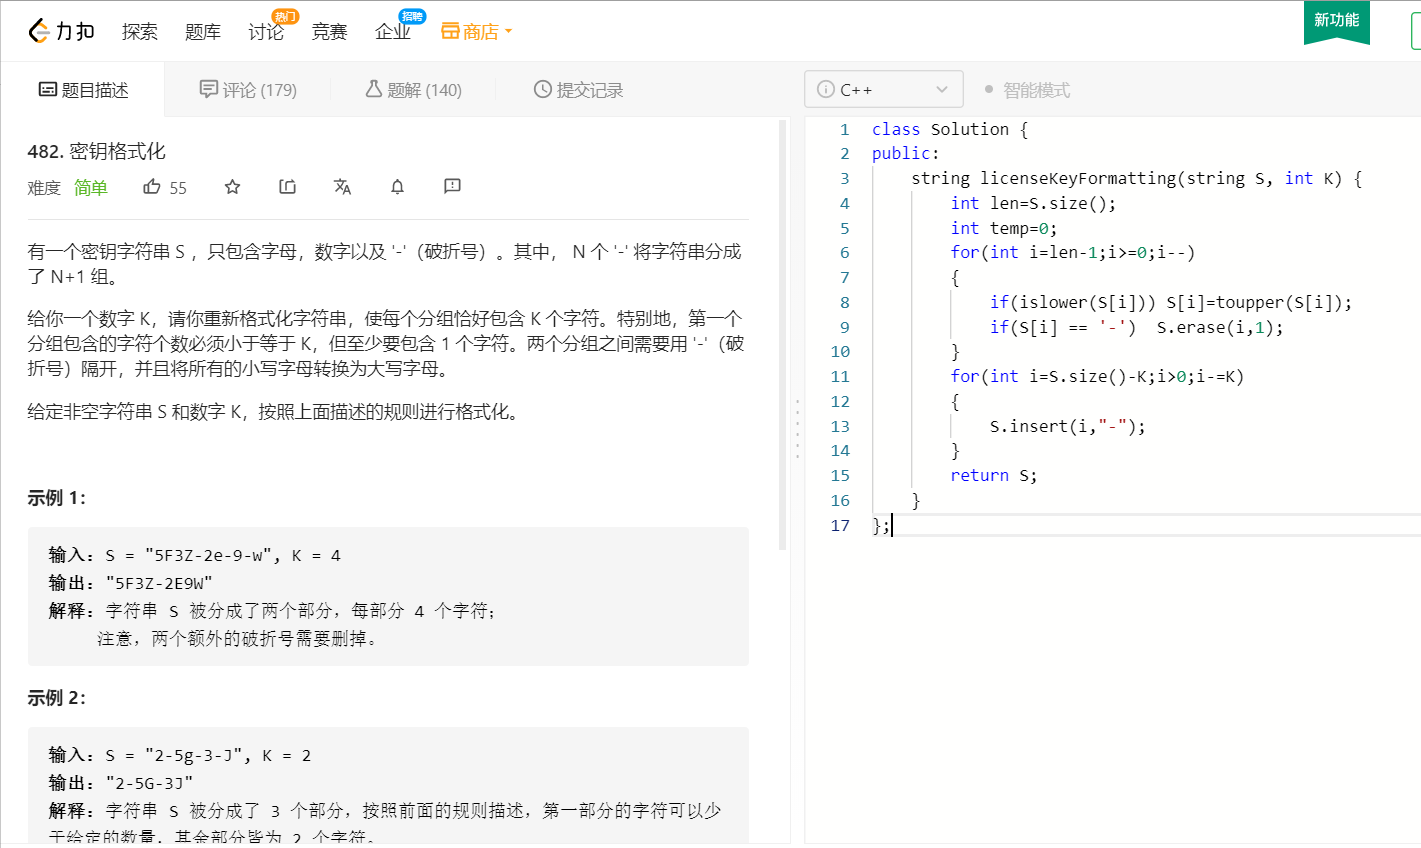 力扣 探索 题库 讨论 热门 竞赛 企业 招聘 商店 新功能
题目描述 评论 (179) 题解 (140) 提交记录
482. 密钥格式化
难度 简单 55
有一个密钥字符串 S ，只包含字母，数字以及 '-'（破折号）。其中， N 个 '-' 将字符串分成
了 N+1 组。
给你一个数字 K，请你重新格式化字符串，使每个分组恰好包含 K 个字符。特别地，第一个
分组包含的字符个数必须小于等于 K，但至少要包含 1 个字符。两个分组之间需要用 '-'（破
折号）隔开，并且将所有的小写字母转换为大写字母。
给定非空字符串 S 和数字 K，按照上面描述的规则进行格式化。
示例 1：
输入：S = "5F3Z-2e-9-w", K = 4
输出："5F3Z-2E9W"
解释：字符串 S 被分成了两个部分，每部分 4 个字符；
注意，两个额外的破折号需要删掉。
示例 2：
输入：S = "2-5g-3-J", K = 2
输出："2-5G-3J"
解释：字符串 S 被分成了 3 个部分，按照前面的规则描述，第一部分的字符可以少
于给定的数量，其余部分皆为 2 个字符。
C++ 智能模式
1 class Solution {
2 public:
3 string licenseKeyFormatting(string S, int K) {
4 int len=S.size();
5 int temp=0;
6 for(int i=len-1;i>=0;i--)
7 {
8 if(islower(S[i])) S[i]=toupper(S[i]);
9 if(S[i] == '-') S.erase(i,1);
10 }
11 for(int i=S.size()-K;i>0;i-=K)
12 {
13 S.insert(i,"-");
14 }
15 return S;
16 }
17 };